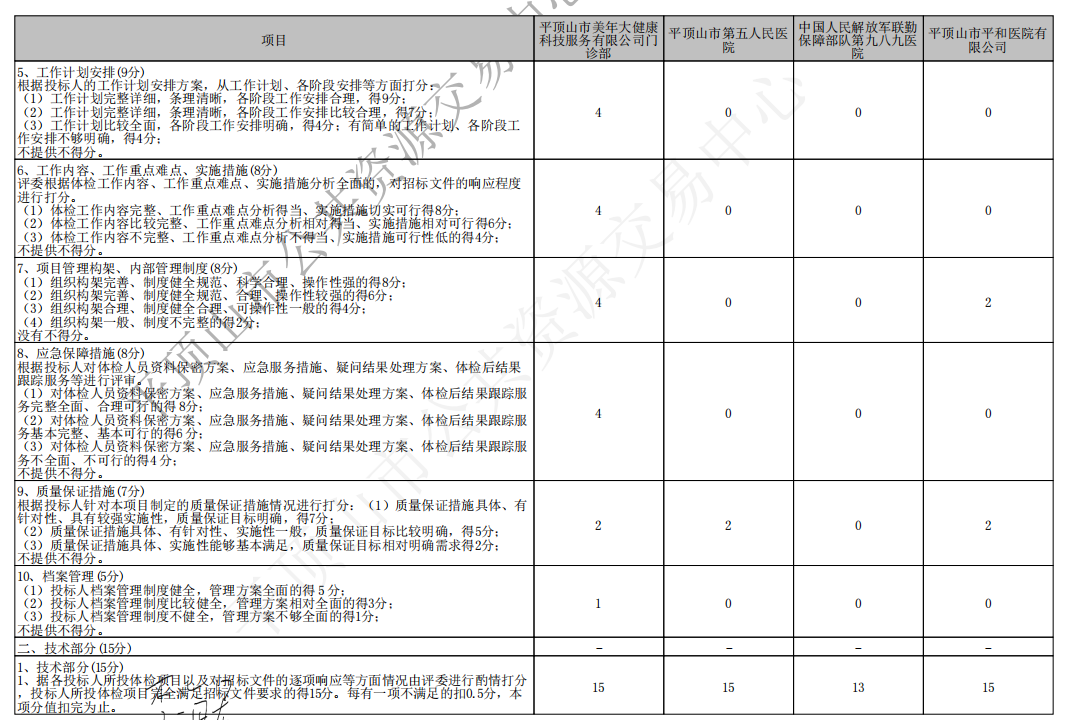 项目
平顶山市美年大健康
科技服务有限公司门
诊部
平顶山市第五人民医
院
中国人民解放军联勤
保障部队第九八九医
院
平顶山市平和医院有
限公司
5、工作计划安排(9分)
根据投标人的工作计划安排方案，从工作计划、各阶段安排等方面打分：
（1）工作计划完整详细，条理清晰，各阶段工作安排合理，得9分；
（2）工作计划完整详细，条理清晰，各阶段工作安排比较合理，得7分；
（3）工作计划比较全面，各阶段工作安排明确，得4分；有简单的工作计划、各阶段工
作安排不够明确，得4分；
不提供不得分。
4
0
0
0
6、工作内容、工作重点难点、实施措施(8分)
评委根据体检工作内容、工作重点难点、实施措施分析全面的，对招标文件的响应程度
进行打分。
（1）体检工作内容完整、工作重点难点分析得当、实施措施切实可行得8分；
（2）体检工作内容比较完整、工作重点难点分析相对得当、实施措施相对可行得6分；
（3）体检工作内容不完整、工作重点难点分析不得当、实施措施可行性低的得4分；
不提供不得分。
4
0
0
0
7、项目管理构架、内部管理制度(8分)
（1）组织构架完善、制度健全规范、科学合理、操作性强的得8分；
（2）组织构架完善、制度健全规范、合理、操作性较强的得6分；
（3）组织构架合理、制度健全合理、可操作性一般的得4分；
（4）组织构架一般、制度不完整的得2分；
没有不得分。
4
0
0
2
8、应急保障措施(8分)
根据投标人对体检人员资料保密方案、应急服务措施、疑问结果处理方案、体检后结果
跟踪服务等进行评审。
（1）对体检人员资料保密方案、应急服务措施、疑问结果处理方案、体检后结果跟踪服
务完整全面、合理可行的得 8分；
（2）对体检人员资料保密方案、应急服务措施、疑问结果处理方案、体检后结果跟踪服
务基本完整、基本可行的得6 分；
（3）对体检人员资料保密方案、应急服务措施、疑问结果处理方案、体检后结果跟踪服
务不全面、不可行的得4 分；
不提供不得分。
4
0
0
0
9、质量保证措施(7分)
根据投标人针对本项目制定的质量保证措施情况进行打分：（1）质量保证措施具体、有
针对性、具有较强实施性，质量保证目标明确，得7分；
（2）质量保证措施具体、有针对性、实施性一般，质量保证目标比较明确，得5分；
（3）质量保证措施具体、实施性能够基本满足，质量保证目标相对明确需求得2分；
不提供不得分。
2
2
0
2
10、档案管理(5分)
（1）投标人档案管理制度健全，管理方案全面的得 5 分；
（2）投标人档案管理制度比较健全，管理方案相对全面的得3分；
（3）投标人档案管理制度不健全，管理方案不够全面的得1分；
不提供不得分。
1
0
0
0
二、技术部分(15分)
–
–
–
–
1、技术部分(15分)
1、据各投标人所投体检项目以及对招标文件的逐项响应等方面情况由评委进行酌情打分
，投标人所投体检项目完全满足招标文件要求的得15分。每有一项不满足的扣0.5分，本
项分值扣完为止。
15
15
13
15
平顶山市公共资源交易中心
平顶山市公共资源交易中心